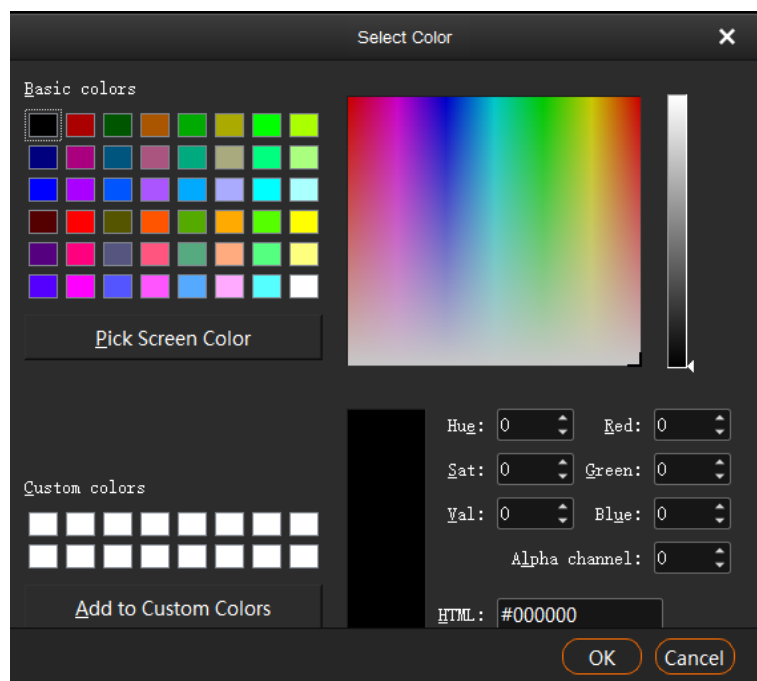 Select Color
Basic colors
Pick Screen Color
Custom colors
Add to Custom Colors
Hue: 0
Red: 0
Sat: 0
Green: 0
Val: 0
Blue: 0
Alpha channel: 0
HTML: #000000
OK
Cancel